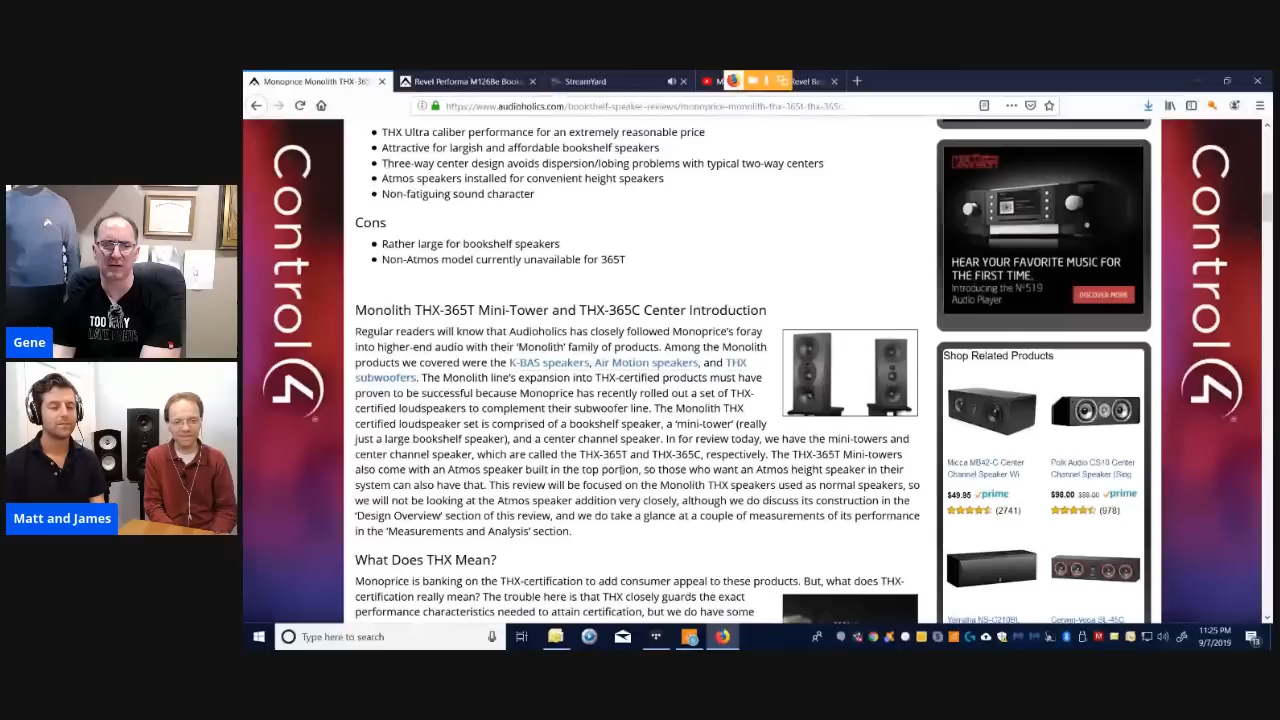 Monoprice Monolith THX-365
Revel Performa M126Be Book
StreamYard
Revel Be
https://www.audioholics.com/bookshelf-speaker-reviews/monoprice-monolith-thx-365t-thx-365c
THX Ultra caliber performance for an extremely reasonable price
Attractive for largish and affordable bookshelf speakers
Three-way center design avoids dispersion/lobing problems with typical two-way centers
Atmos speakers installed for convenient height speakers
Non-fatiguing sound character
Cons
Rather large for bookshelf speakers
Non-Atmos model currently unavailable for 365T
Monolith THX-365T Mini-Tower and THX-365C Center Introduction
Regular readers will know that Audioholics has closely followed Monoprice's foray
into higher-end audio with their 'Monolith' family of products. Among the Monolith
products we covered were the K-BAS speakers, Air Motion speakers, and THX
subwoofers. The Monolith line's expansion into THX-certified products must have
proven to be successful because Monoprice has recently rolled out a set of THX-
certified loudspeakers to complement their subwoofer line. The Monolith THX
certified loudspeaker set is comprised of a bookshelf speaker, a 'mini-tower' (really
just a large bookshelf speaker), and a center channel speaker. In for review today, we have the mini-towers and
center channel speaker, which are called the THX-365T and THX-365C, respectively. The THX-365T Mini-towers
also come with an Atmos speaker built in the top portion, so those who want an Atmos height speaker in their
system can also have that. This review will be focused on the Monolith THX speakers used as normal speakers, so
we will not be looking at the Atmos speaker addition very closely, although we do discuss its construction in the
'Design Overview' section of this review, and we do take a glance at a couple of measurements of its performance
in the 'Measurements and Analysis' section.
What Does THX Mean?
Monoprice is banking on the THX-certification to add consumer appeal to these products. But, what does THX-
certification really mean? The trouble here is that THX closely guards the exact
performance characteristics needed to attain certification, but we do have some
Control4
Control4
HEAR YOUR FAVORITE MUSIC FOR
THE FIRST TIME.
Introducing the Nº519
Audio Player
DISCOVER MORE
Shop Related Products
Micca MB42-C Center
Channel Speaker Wi
$49.95 prime
(2741)
Polk Audio CS10 Center
Channel Speaker (Sing
$98.00 $99.00 prime
(978)
Yamaha NS-C210BL
Cerwin-Vega SL-45C
Gene
TOO
LATE
Matt and James
Type here to search
11:25 PM
9/7/2019